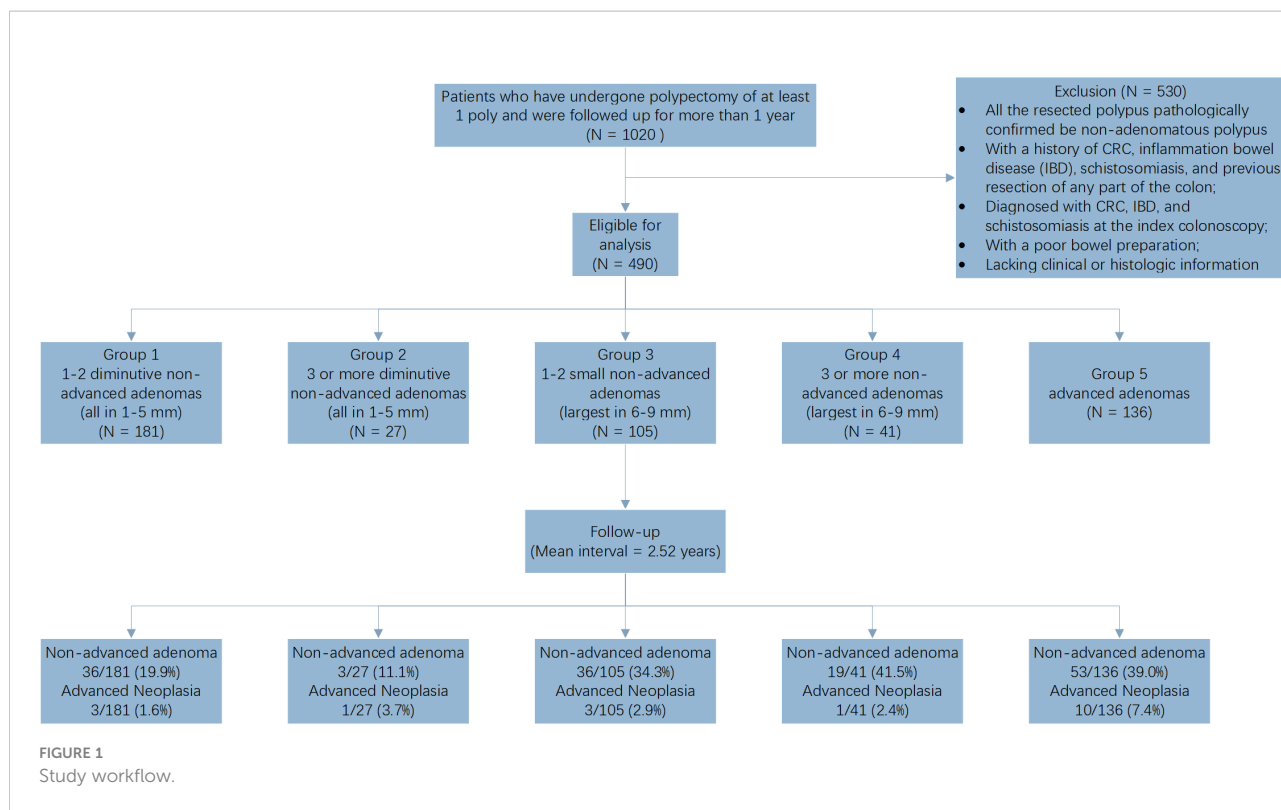 Patients who have undergone polypectomy of at least
1 poly and were followed up for more than 1 year
(N = 1020 )
Exclusion (N = 530)
• All the resected polypus pathologically
confirmed be non-adenomatous polypus
• With a history of CRC, inflammation bowel
disease (IBD), schistosomiasis, and previous
resection of any part of the colon;
• Diagnosed with CRC, IBD, and
schistosomiasis at the index colonoscopy;
• With a poor bowel preparation;
• Lacking clinical or histologic information
Eligible for
analysis
(N = 490)
Group 1
1-2 diminutive non-
advanced adenomas
(all in 1-5 mm)
(N = 181)
Group 2
3 or more diminutive
non-advanced adenomas
(all in 1-5 mm)
(N = 27)
Group 3
1-2 small non-advanced
adenomas
(largest in 6-9 mm)
(N = 105)
Group 4
3 or more non-
advanced adenomas
(largest in 6-9 mm)
(N = 41)
Group 5
advanced adenomas
(N = 136)
Follow-up
(Mean interval = 2.52 years)
Non-advanced adenoma
36/181 (19.9%)
Advanced Neoplasia
3/181 (1.6%)
Non-advanced adenoma
3/27 (11.1%)
Advanced Neoplasia
1/27 (3.7%)
Non-advanced adenoma
36/105 (34.3%)
Advanced Neoplasia
3/105 (2.9%)
Non-advanced adenoma
19/41 (41.5%)
Advanced Neoplasia
1/41 (2.4%)
Non-advanced adenoma
53/136 (39.0%)
Advanced Neoplasia
10/136 (7.4%)
FIGURE 1
Study workflow.